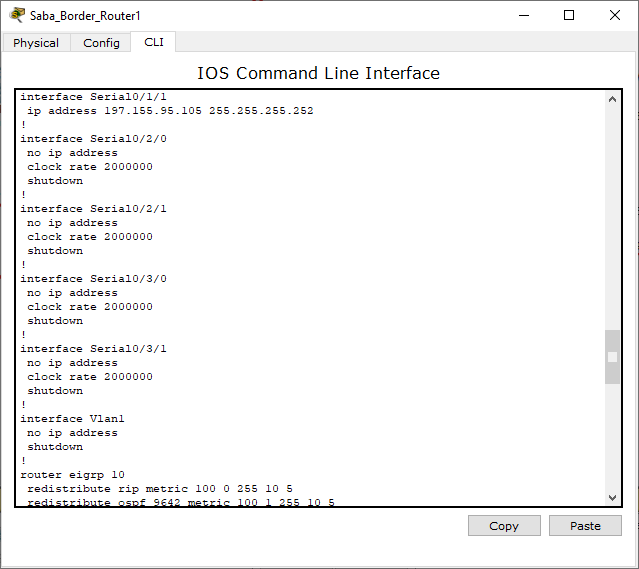 Saba_Border_Router1
Physical Config CLI
IOS Command Line Interface
interface Serial0/1/1
ip address 197.155.95.105 255.255.255.252
!
interface Serial0/2/0
no ip address
clock rate 2000000
shutdown
!
interface Serial0/2/1
no ip address
clock rate 2000000
shutdown
!
interface Serial0/3/0
no ip address
clock rate 2000000
shutdown
!
interface Serial0/3/1
no ip address
clock rate 2000000
shutdown
!
interface Vlan1
no ip address
shutdown
!
router eigrp 10
redistribute rip metric 100 0 255 10 5
redistribute ospf 9642 metric 100 1 255 10 5
Copy Paste